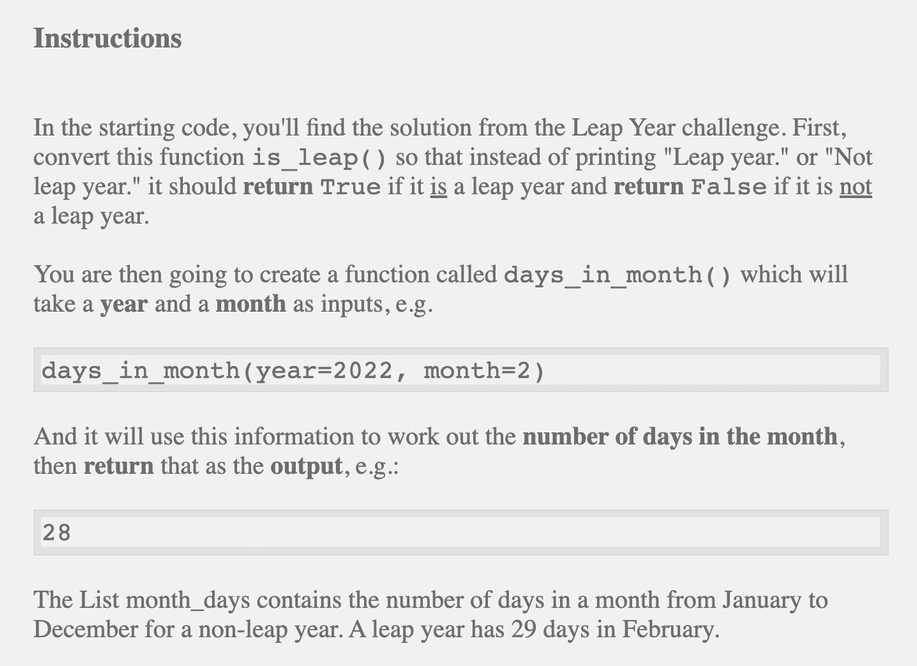 Instructions
In the starting code, you'll find the solution from the Leap Year challenge. First,
convert this function is_leap() so that instead of printing "Leap year." or "Not
leap year." it should return True if it is a leap year and return False if it is not
a leap year.
You are then going to create a function called days_in_month() which will
take a year and a month as inputs, e.g.
days_in_month(year=2022, month=2)
And it will use this information to work out the number of days in the month,
then return that as the output, e.g.:
28
The List month_days contains the number of days in a month from January to
December for a non-leap year. A leap year has 29 days in February.